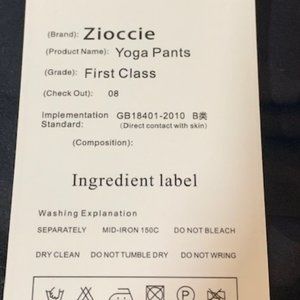 (Brand): Zioccie
(Product Name): Yoga Pants
(Grade): First Class
(Check Out): 08
Implementation GB18401-2010 B类
Standard: (Direct contact with skin)
(Composition):
Ingredient label
Washing Explanation
SEPARATELY MID-IRON 150C DO NOT BLEACH
DRY CLEAN DO NOT TUMBLE DRY DO NOT WRING
P